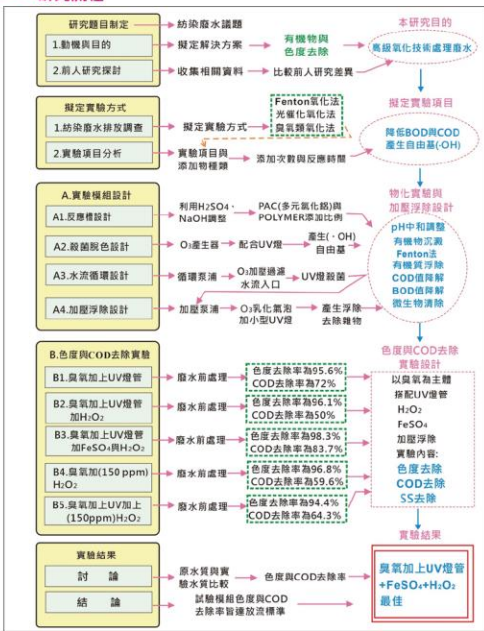 研究題目制定
紡染廢水議題
本研究目的
1.動機與目的
擬定解決方案
有機物與
色度去除
高級氧化技術處理廢水
2.前人研究探討
收集相關資料
比較前人研究差異
擬定實驗方式
擬定實驗項目
1.紡染廢水排放調查
擬定實驗方式
Fenton氧化法
光催化氧化法
臭氧類氧化法
降低BOD與COD
產生自由基(·OH)
2.實驗項目分析
實驗項目與
添加物種類
添加次數與反應時間
物化實驗與
加壓浮除設計
A.實驗模組設計
A1.反應槽設計
利用H2SO4、
NaOH調整
PAC(多元氯化鋁)與
POLYMER添加比例
A2.殺菌脫色設計
O3產生器
配合UV燈
產生(·OH)
自由基
A3.水流循環設計
循環泵浦
O3加壓過濾
水流入口
UV燈殺菌
A4.加壓浮除設計
加壓泵浦
O3乳化氣泡
加小型UV燈
產生浮除
去除雜物
pH中和調整
有機物沉澱
Fenton法
有機質浮除
COD值降解
BOD值降解
微生物清除
B.色度與COD去除實驗
色度與COD去除
實驗設計
B1.臭氧加上UV燈管
廢水前處理
色度去除率為95.6%
COD去除率為72%
B2.臭氧加上UV燈管
加H2O2
廢水前處理
色度去除率為96.1%
COD去除率為50%
B3.臭氧加上UV燈管
加FeSO4與H2O2
廢水前處理
色度去除率為98.3%
COD去除率為83.7%
B4.臭氧加(150 ppm)
H2O2
廢水前處理
色度去除率為96.8%
COD去除率為59.6%
B5.臭氧加上UV加上
(150ppm)H2O2
廢水前處理
色度去除率為94.4%
COD去除率為64.3%
以臭氧為主題
搭配UV燈管
H2O2
FeSO4
加壓浮除
實驗內容:
色度去除
COD去除
SS去除
實驗結果
實驗結果
討 論
原水質與實
驗水質比較
色度與COD去除率
結 論
試驗模組色度與COD
去除率皆達放流標準
臭氧加上UV燈管
+FeSO4+H2O2
最佳